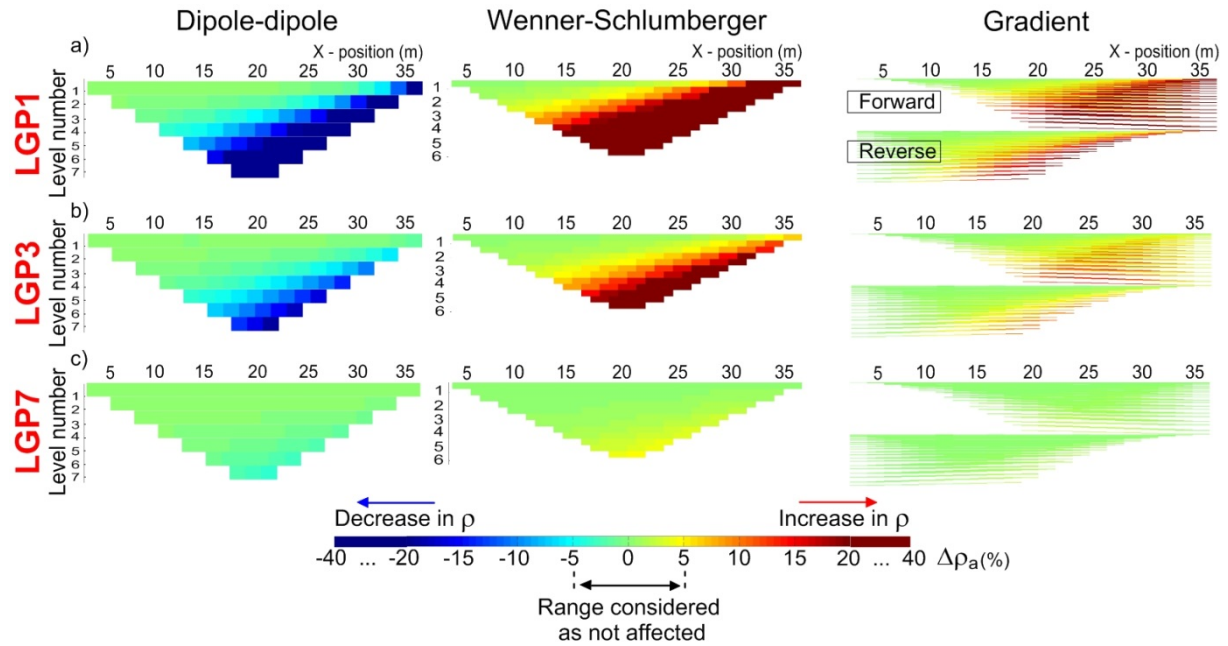 Dipole-dipole Wenner-Schlumberger Gradient
a) X - position (m) X - position (m) X - position (m)
5 10 15 20 25 30 35 5 10 15 20 25 30 35 5 10 15 20 25 30 35
LGP1
Level number
1 2 3 4 5 6 7
1 2 3 4 5 6
Forward
Reverse
b)
5 10 15 20 25 30 35 5 10 15 20 25 30 35 5 10 15 20 25 30 35
LGP3
Level number
1 2 3 4 5 6 7
1 2 3 4 5 6
c)
5 10 15 20 25 30 35 5 10 15 20 25 30 35 5 10 15 20 25 30 35
LGP7
Level number
1 2 3 4 5 6 7
1 2 3 4 5 6
Decrease in ρ Increase in ρ
-40 ... -20 -15 -10 -5 0 5 10 15 20 ... 40 Δρa(%)
Range considered
as not affected